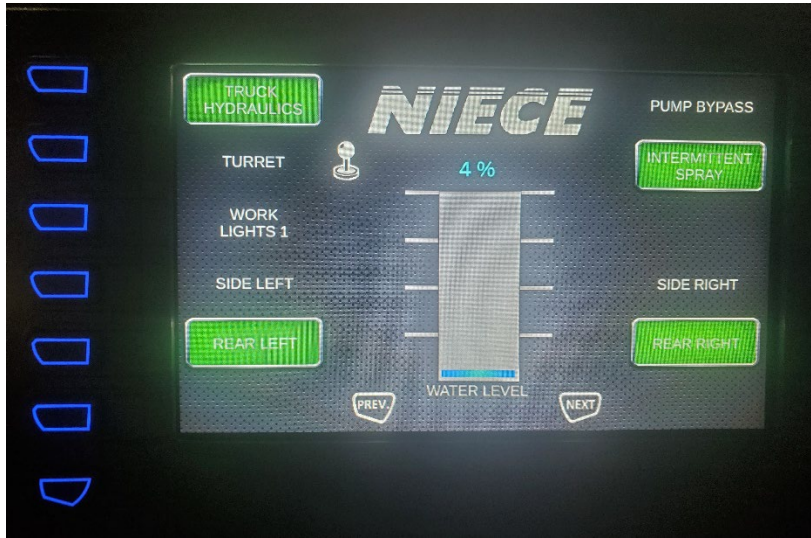 TRUCK
HYDRAULICS
NIECE
PUMP BYPASS
TURRET
4 %
INTERMITTENT
SPRAY
WORK
LIGHTS 1
SIDE LEFT
SIDE RIGHT
REAR LEFT
REAR RIGHT
WATER LEVEL
PREV.
NEXT